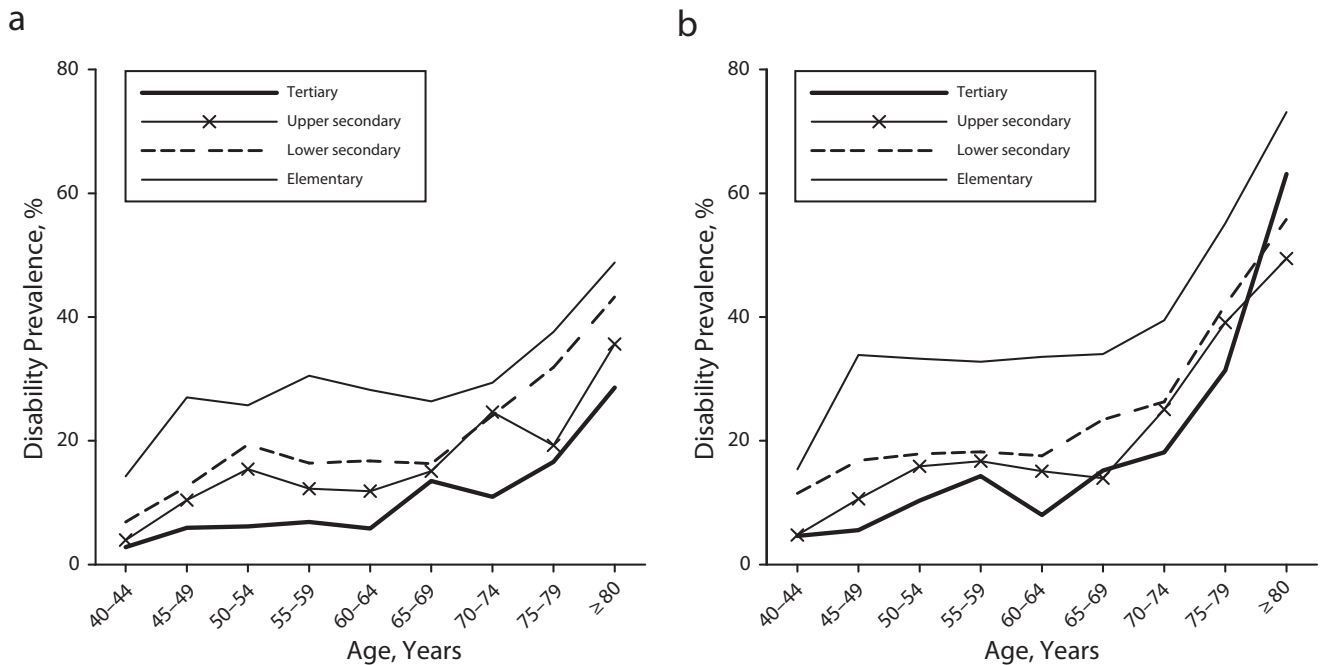 a
80
60
40
20
0
Disability Prevalence, %
Tertiary
Upper secondary
Lower secondary
Elementary
40–44
45–49
50–54
55–59
60–64
65–69
70–74
75–79
≥80
Age, Years
b
80
60
40
20
0
Disability Prevalence, %
Tertiary
Upper secondary
Lower secondary
Elementary
40–44
45–49
50–54
55–59
60–64
65–69
70–74
75–79
≥80
Age, Years